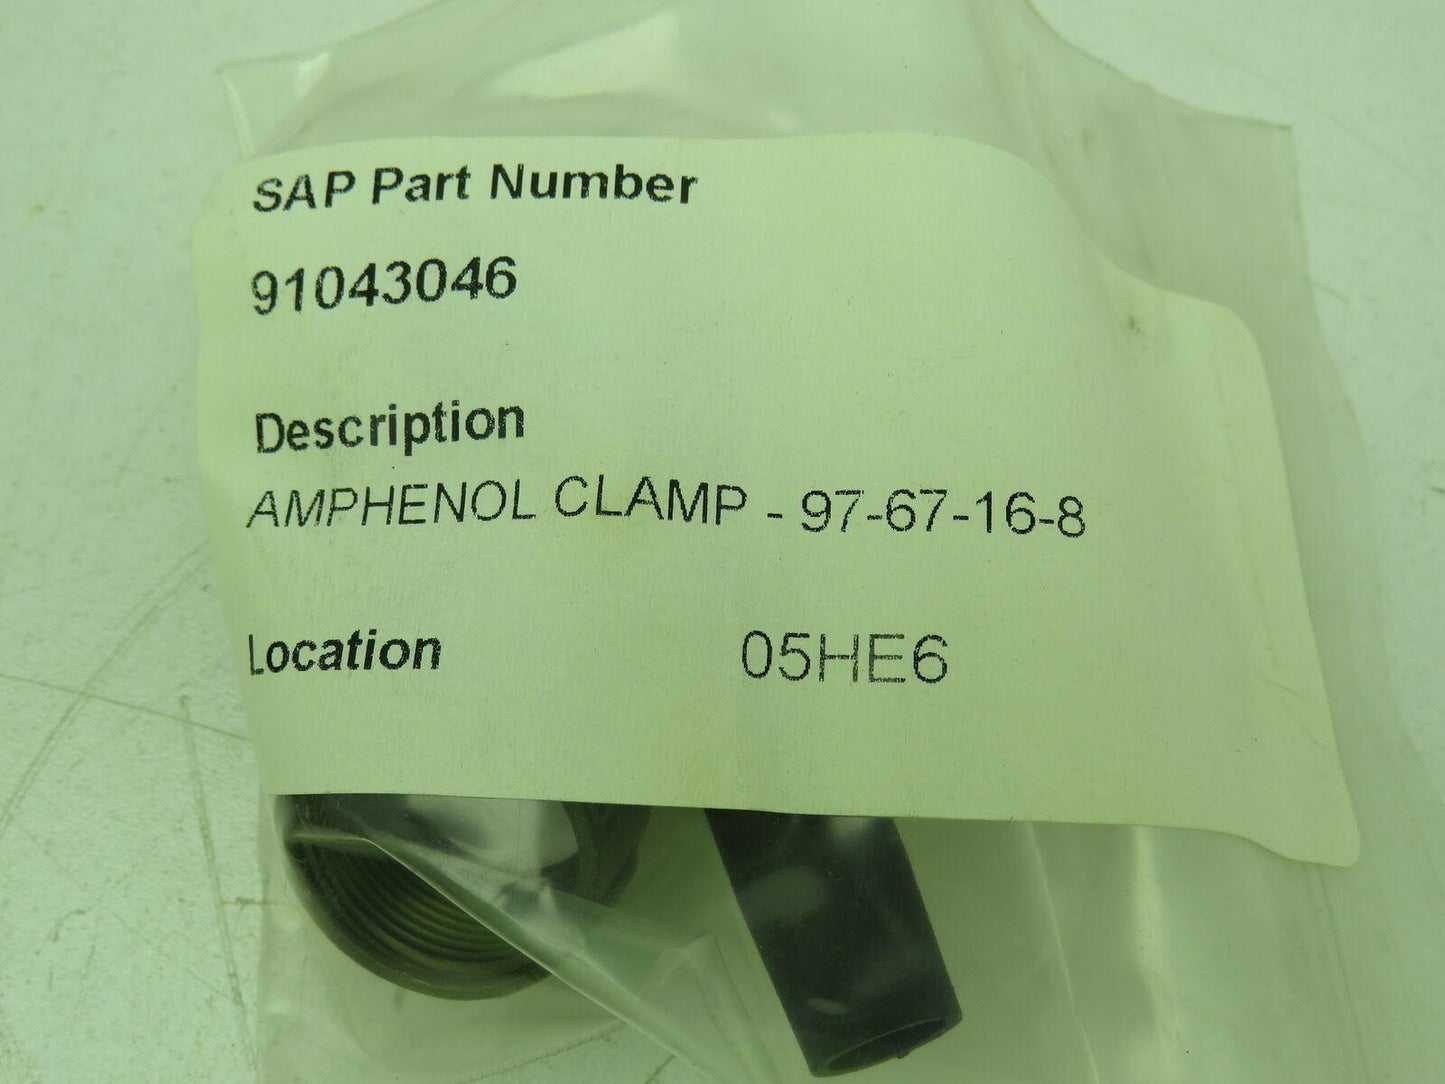 SAP Part Number
91043046
Description
AMPHENOL CLAMP - 97-67-16-8
Location 05HE6